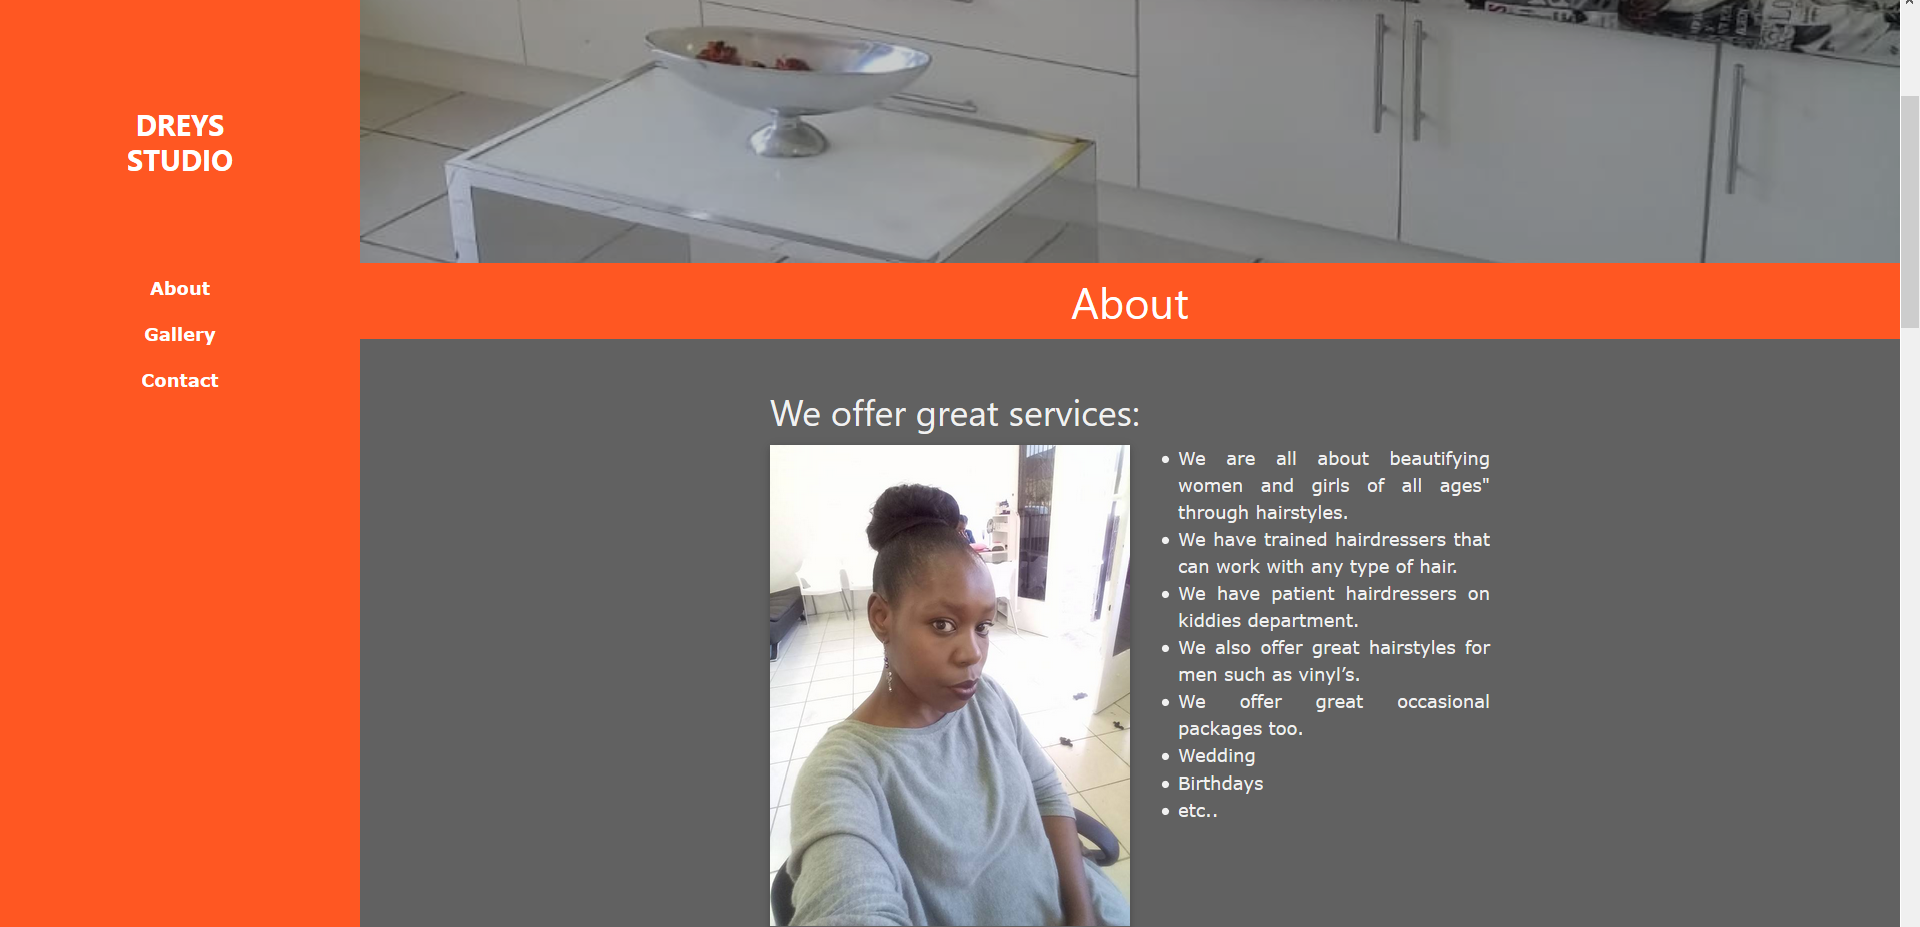 DREYS
STUDIO
About
Gallery
Contact
About
We offer great services:
We are all about beautifying
women and girls of all ages"
through hairstyles.
We have trained hairdressers that
can work with any type of hair.
We have patient hairdressers on
kiddies department.
We also offer great hairstyles for
men such as vinyl’s.
We offer great occasional
packages too.
Wedding
Birthdays
etc..